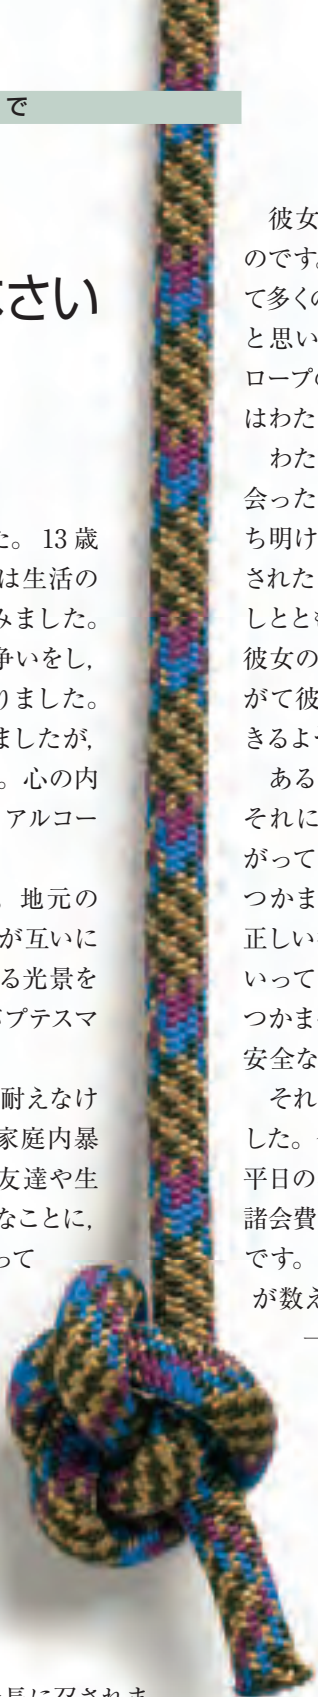 で
さい
た。 13 歳
は生活の
みました。
争いをし,
りました。
ましたが,
。心の内
アルコー
地元の
が互いに
る光景を
バプテスマ
耐えなけ
家庭内暴
友達や生
なことに,
って
長に召されま
彼女
のです。
て多くの
と思い
ロープの
はわた
わた
会った
ち明け
された
しととも
彼女の
がて彼
きるよう
ある
それに
がって
つかま
正しい
いって
つかま
安全な
それ
した。
平日の
諸会費
です。
が数え